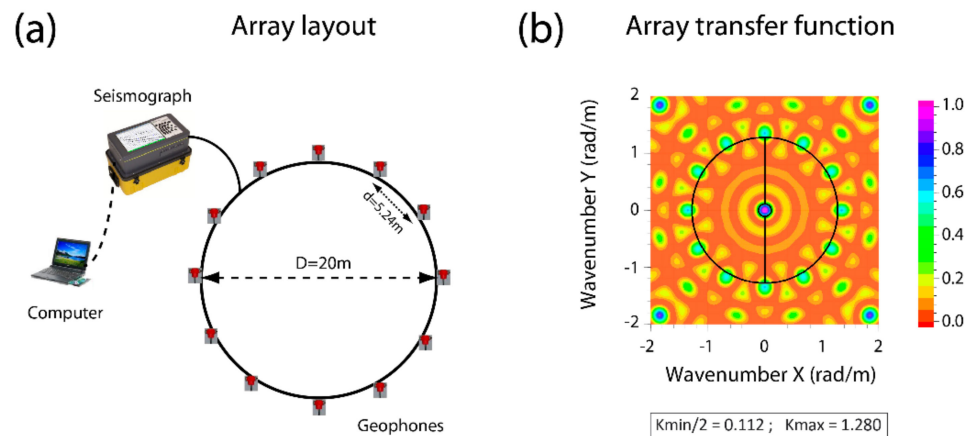 (a)
Array layout
Seismograph
Computer
d=5.24m
D=20m
Geophones
(b)
Array transfer function
Wavenumber Y (rad/m)
2
1
0
-1
-2
-2
-1
0
1
2
Wavenumber X (rad/m)
1.0
0.8
0.6
0.4
0.2
0.0
Kmin/2 = 0.112 ; Kmax = 1.280